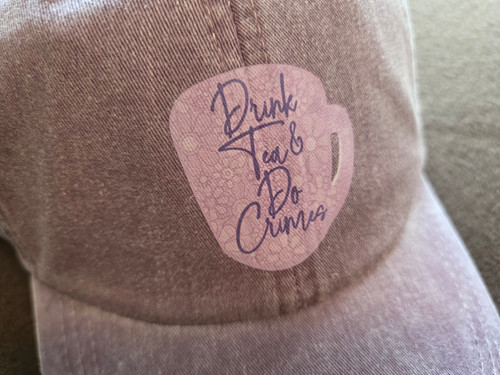 Drink
Tea &
Do
Crimes